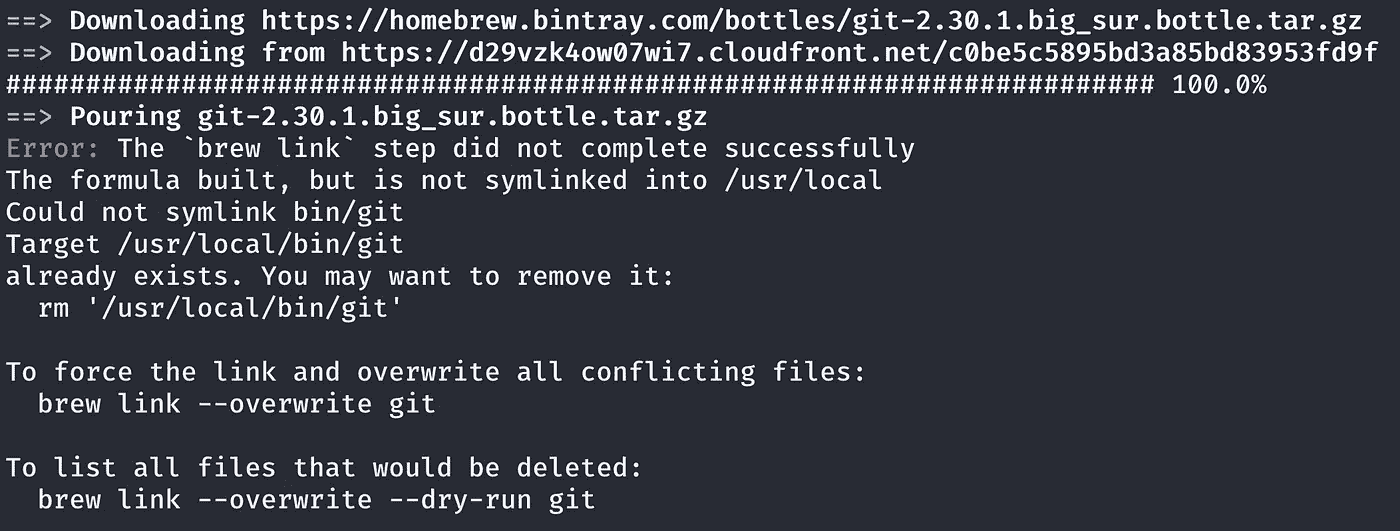 ==> Downloading https://homebrew.bintray.com/bottles/git-2.30.1.big_sur.bottle.tar.gz
==> Downloading from https://d29vzk4ow07wi7.cloudfront.net/c0be5c5895bd3a85bd83953fd9f
######################################################################## 100.0%
==> Pouring git-2.30.1.big_sur.bottle.tar.gz
Error: The `brew link` step did not complete successfully
The formula built, but is not symlinked into /usr/local
Could not symlink bin/git
Target /usr/local/bin/git
already exists. You may want to remove it:
  rm '/usr/local/bin/git'

To force the link and overwrite all conflicting files:
  brew link --overwrite git

To list all files that would be deleted:
  brew link --overwrite --dry-run git